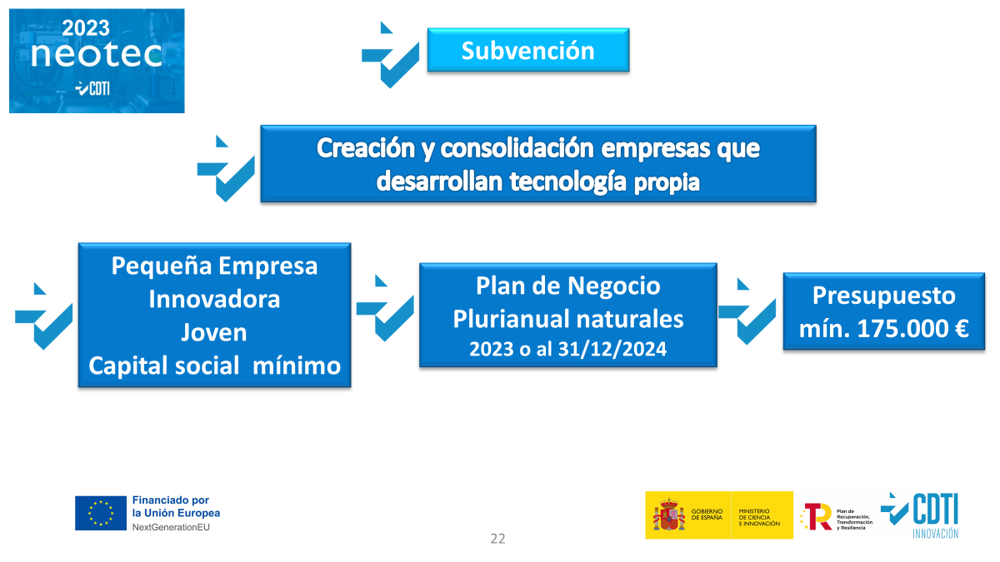 2023
neotec
CDTI
Subvención
Creación y consolidación empresas que
desarrollan tecnología propia
Pequeña Empresa
Innovadora
Joven
Capital social  mínimo
Plan de Negocio
Plurianual naturales
2023 o al 31/12/2024
Presupuesto
mín. 175.000 €
Financiado por
la Unión Europea
NextGenerationEU
22
GOBIERNO
DE ESPAÑA
MINISTERIO
DE CIENCIA
E INNOVACIÓN
TR
Plan de
Recuperación,
Transformación
y Resiliencia
CDTI
INNOVACIÓN